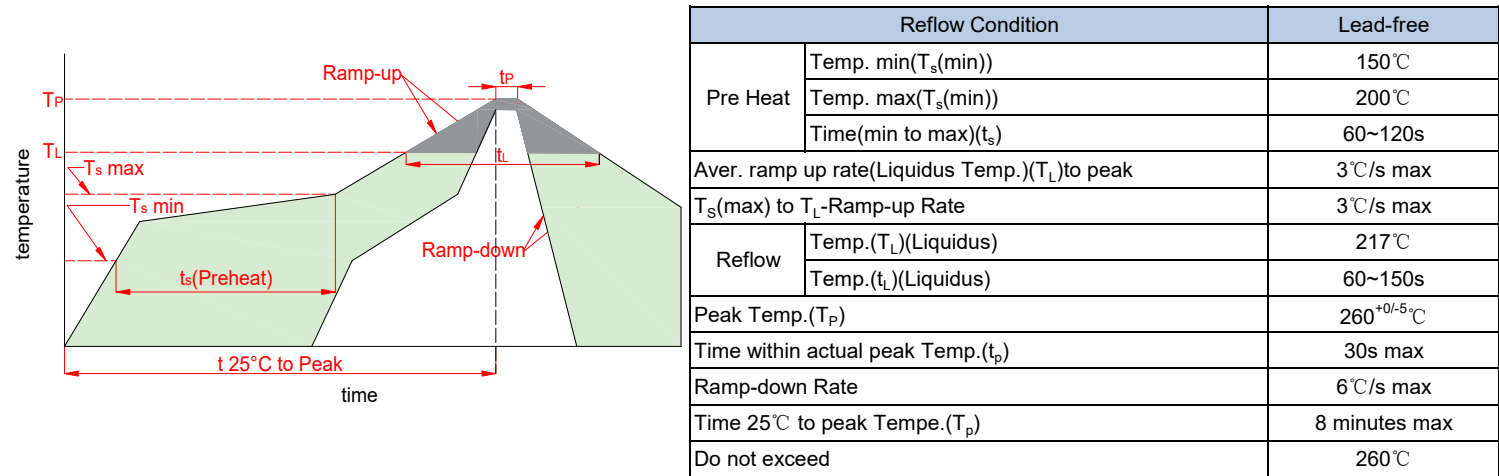 Ramp-up
tP
TP
TL
tL
Ts max
Ts min
temperature
Ramp-down
ts(Preheat)
t 25°C to Peak
time
Reflow Condition Lead-free
Pre Heat
Temp. min(Ts(min)) 150℃
Temp. max(Ts(min)) 200℃
Time(min to max)(ts) 60~120s
Aver. ramp up rate(Liquidus Temp.)(TL)to peak 3℃/s max
TS(max) to TL-Ramp-up Rate 3℃/s max
Reflow
Temp.(TL)(Liquidus) 217℃
Temp.(tL)(Liquidus) 60~150s
Peak Temp.(TP) 260+0/-5℃
Time within actual peak Temp.(tp) 30s max
Ramp-down Rate 6℃/s max
Time 25℃ to peak Tempe.(Tp) 8 minutes max
Do not exceed 260℃